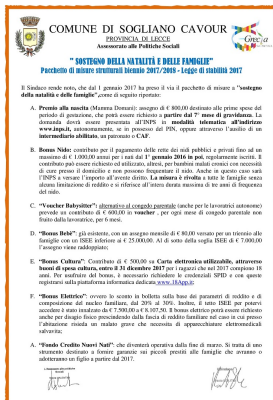 COMUNE DI SOGLIANO CAVOUR
PROVINCIA DI LECCE
Assessorato alle Politiche Sociali
" SOSTEGNO DELLA NATALITÀ E DELLE FAMIGLIE"
Pacchetto di misure strutturali biennio 2017/2018 - Legge di stabilità 2017
Il Sindaco rende noto, che dal 1 gennaio 2017 ha preso il via il pacchetto di misure a "sostegno
della natalità e delle famiglie",come di seguito riportate:
A. Premio alla nascita (Mamma Domani): assegno di € 800,00 destinato alle prime spese del
periodo di gestazione, che potrà essere richiesto a partire dal 7° mese di gravidanza. La
domanda dovrà essere presentata all'INPS in modalità telematica all'indirizzo
www.inps.it, autonomamente, se in possesso del PIN, oppure attraverso l'ausilio di un
intermediario abilitato, un patronato o CAF.
B. Bonus Nido: contributo per il pagamento delle rette dei nidi pubblici e privati fino ad un
massimo di € 1.000,00 annui per i nati dal 1° gennaio 2016 in poi, regolarmente iscritti. Il
contributo può essere richiesto ed utilizzato, altresì, per bambini malati cronici con necessità
di cure presso il domicilio e non possono frequentare il nido. Anche in questo caso sarà
l'INPS a versare l'importo all'avente diritto. La misura è rivolta a tutte le famiglie senza
alcuna limitazione di reddito e si riferisce all'intera durata massima di tre anni di frequenza
del nido.
C. "Voucher Babysitter": alternativo al congedo parentale (anche per le lavoratrici autonome)
prevede un contributo di € 600,00 in voucher , per ogni mese di congedo parentale non
fruito dalla lavoratrice, per 6 mesi.
D. "Bonus Bebè": già esistente, con un assegno mensile di € 80,00 versato per un triennio alle
famiglie con un ISEE inferiore ai € 25.000,00. Al di sotto della soglia ISEE di € 7.000,00
l'assegno viene raddoppiato;
E. "Bonus Cultura": Contributo di € 500,00 su Carta elettronica utilizzabile, attraverso
buoni di spesa cultura, entro il 31 dicembre 2017 per i ragazzi che nel 2017 compiono 18
anni. Per usufruire del bonus, è necessario richiedere le credenziali SPID e con queste
registrarsi sulla piattaforma informatica dedicata www.18App.it;
F. "Bonus Elettrico": ovvero lo sconto in bolletta sulla base dei parametri di reddito e di
composizione del nucleo familiare, dal 20% al 30%. Inoltre, il tetto ISEE per potervi
accedere è stato innalzato da € 7.500,00 a € 8.107,50. Il bonus elettrico potrà essere richiesto
anche per disagio fisico prescindendo dalla fascia di reddito familiare nel caso in cui presso
l'abitazione risieda un malato grave che necessita di apparecchiature elettromedicali
salvavita;
G. "Fondo Credito Nuovi Nati": che diventerà operativa dalla fine di marzo. Si tratta di uno
strumento destinato a fornire garanzie sui piccoli prestiti alle famiglie che avranno o
adotteranno un figlio a partire dal 2017.